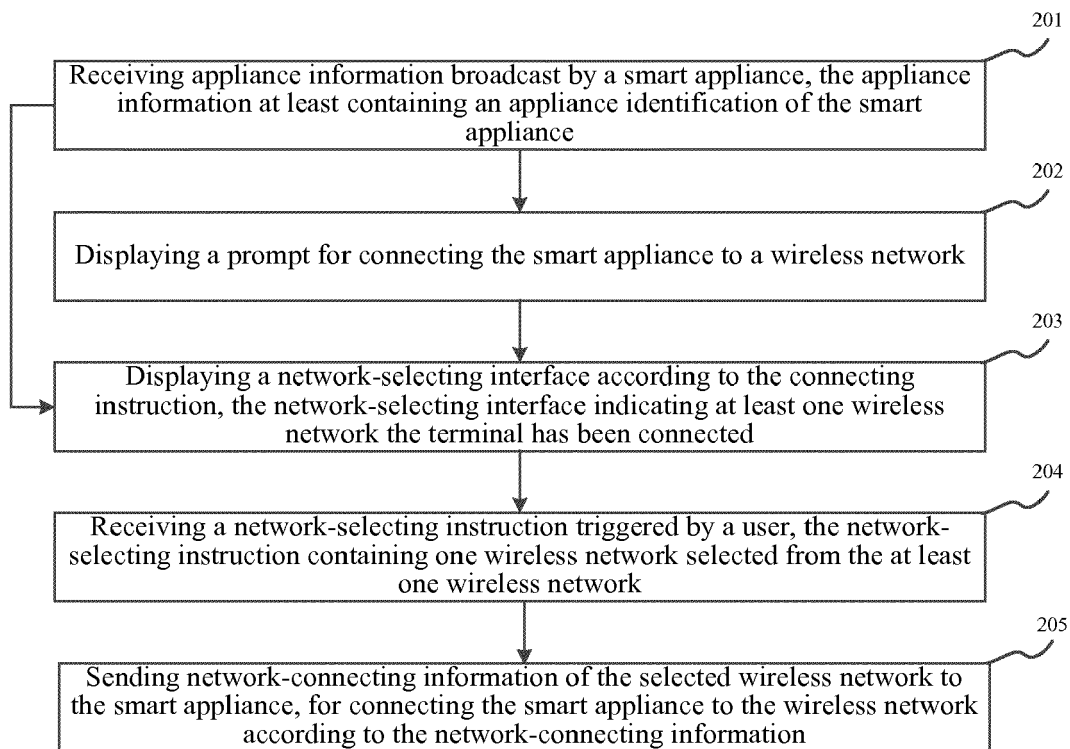 201
Receiving appliance information broadcast by a smart appliance, the appliance
information at least containing an appliance identification of the smart
appliance
202
Displaying a prompt for connecting the smart appliance to a wireless network
203
Displaying a network-selecting interface according to the connecting
instruction, the network-selecting interface indicating at least one wireless
network the terminal has been connected
204
Receiving a network-selecting instruction triggered by a user, the network-
selecting instruction containing one wireless network selected from the at least
one wireless network
205
Sending network-connecting information of the selected wireless network to
the smart appliance, for connecting the smart appliance to the wireless network
according to the network-connecting information